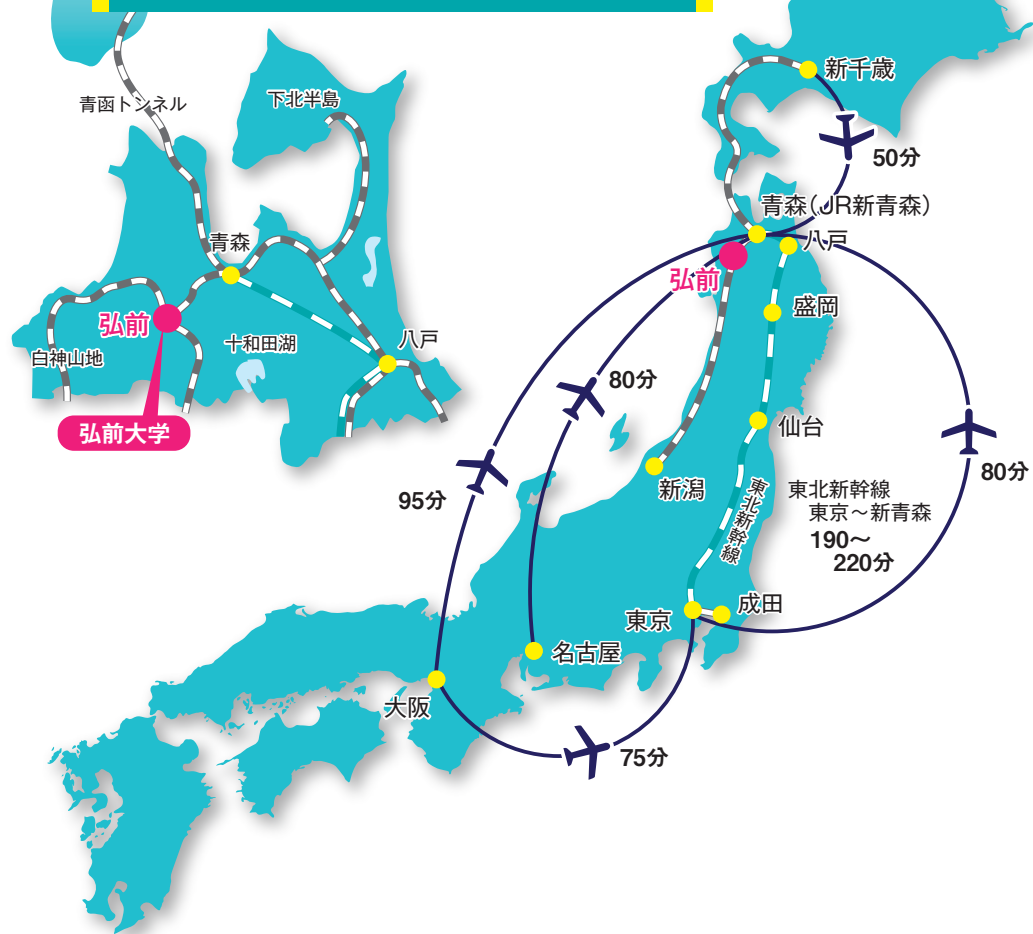 青函トンネル
下北半島
青森
弘前
十和田湖
八戸
白神山地
弘前大学
新千歳
50分
青森（JR新青森）
八戸
弘前
盛岡
80分
仙台
95分
新潟
80分
東北新幹線
東北新幹線
東京～新青森
190～
220分
成田
東京
名古屋
大阪
75分